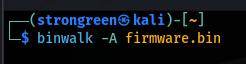 ┌──(strongreen㉿kali)-[~]
└─$ binwalk -A firmware.bin